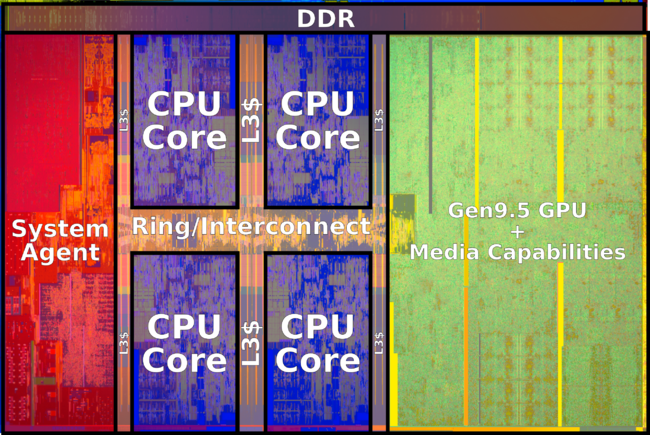 DDR
CPU
Core
CPU
Core
L3$
L3$
L3$
System
Agent
Ring/Interconnect
Gen9.5 GPU
+
Media Capabilities
CPU
Core
CPU
Core
L3$
L3$
L3$